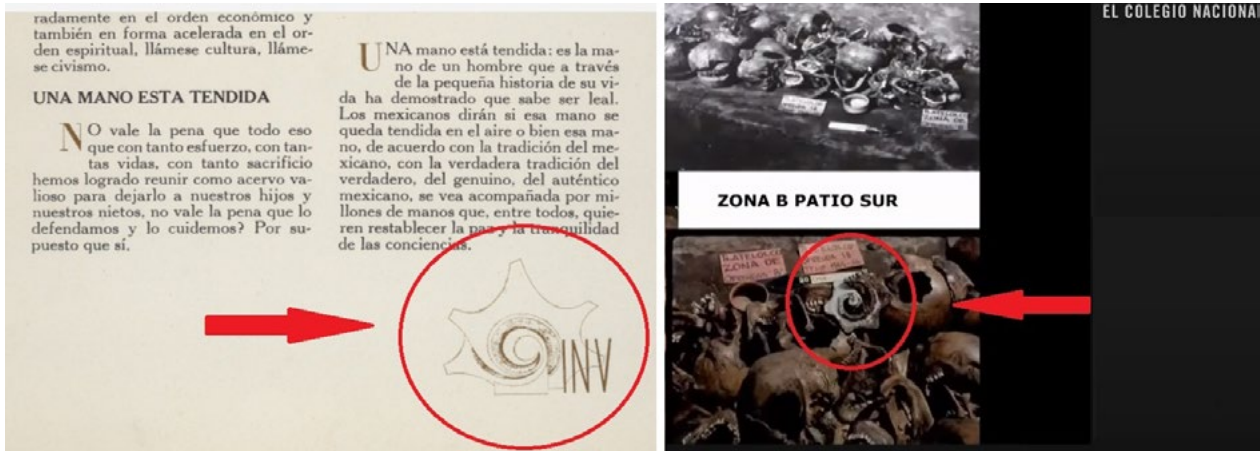 radamente en el orden económico y
también en forma acelerada en el or-
den espiritual, llámese cultura, lláme-
se civismo.
UNA MANO ESTA TENDIDA
NO vale la pena que todo eso
que con tanto esfuerzo, con tan-
tas vidas, con tanto sacrificio
hemos logrado reunir como acervo va-
lioso para dejarlo a nuestros hijos y
nuestros nietos, no vale la pena que lo
defendamos y lo cuidemos? Por su-
puesto que sí.
UNA mano está tendida: es la ma-
no de un hombre que a través
de la pequeña historia de su vi-
da ha demostrado que sabe ser leal.
Los mexicanos dirán si esa mano se
queda tendida en el aire o bien esa ma-
no, de acuerdo con la tradición del me-
xicano, con la verdadera tradición del
verdadero, del genuino, del auténtico
mexicano, se vea acompañada por mi-
llones de manos que, entre todos, quie-
ren restablecer la paz y la tranquilidad
de las conciencias.
INV
EL COLEGIO NACIONAL
ZONA B PATIO SUR
ZONA DE